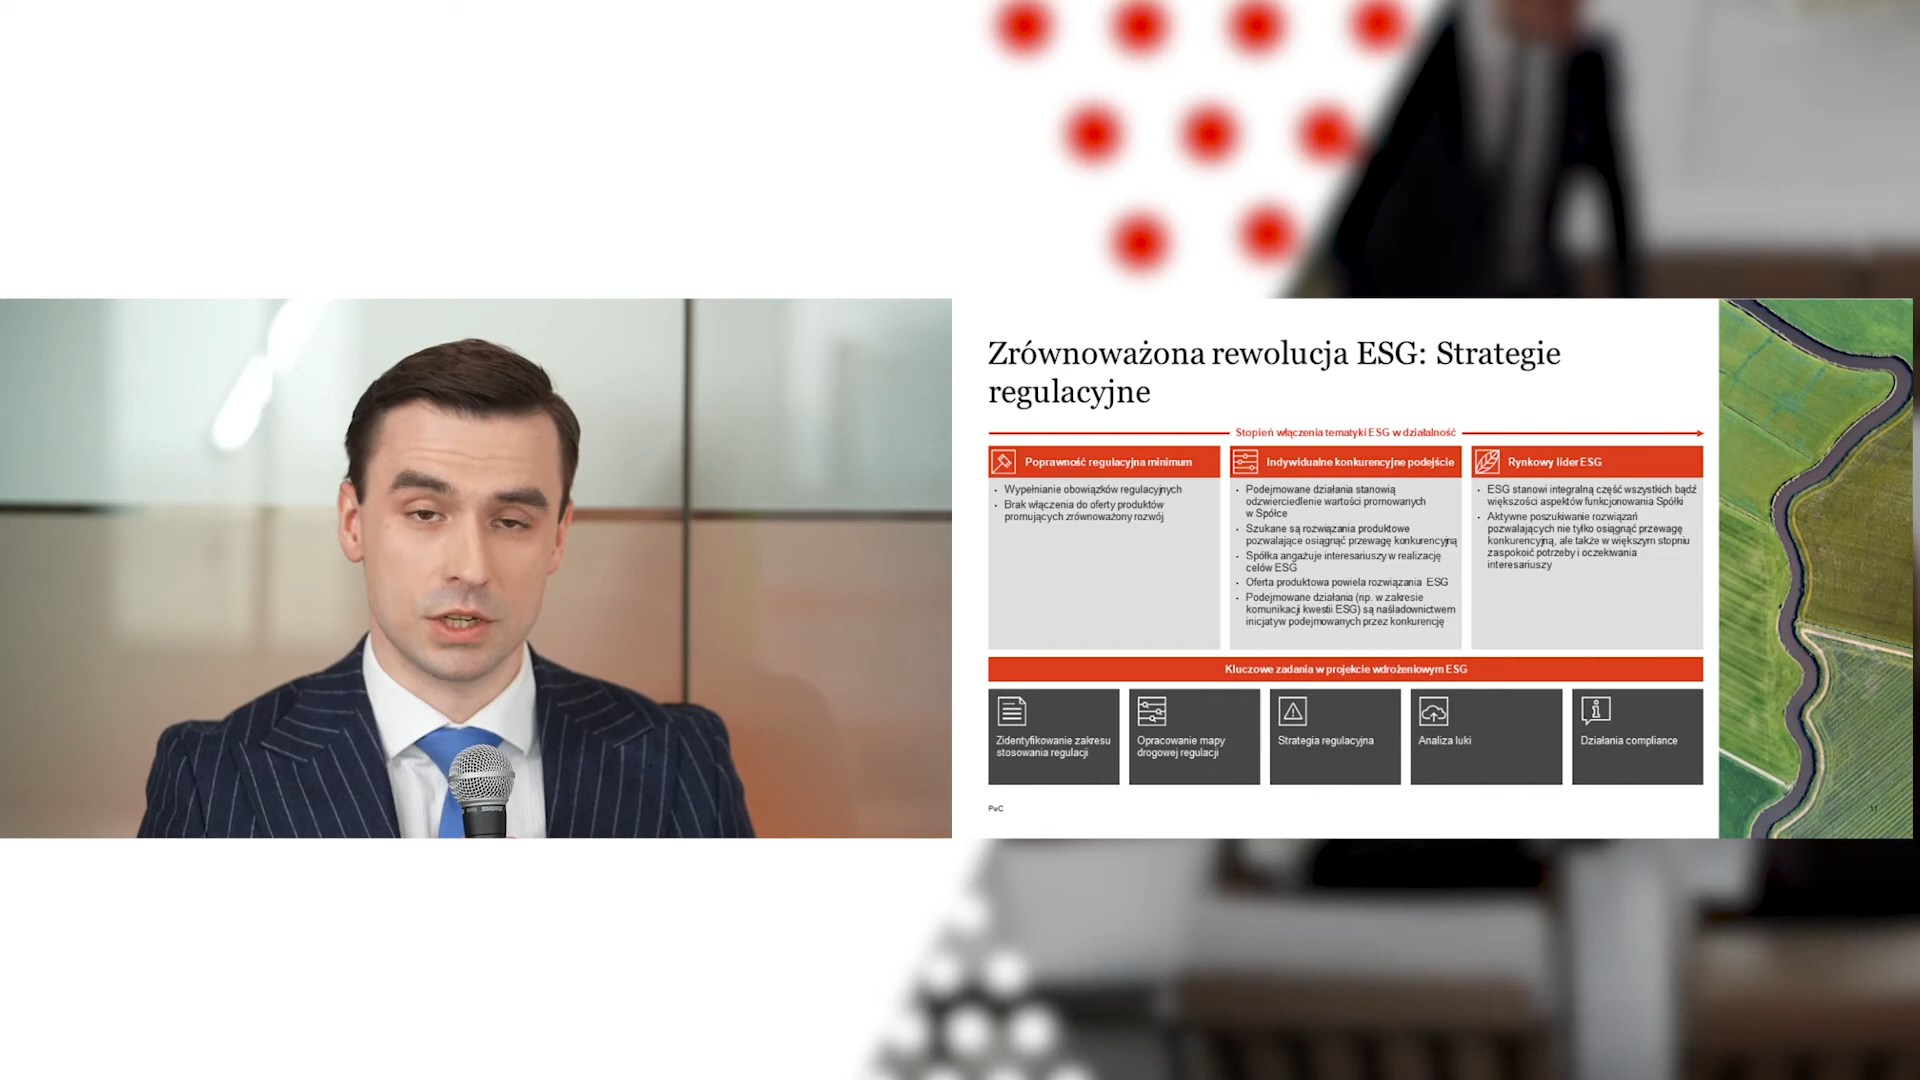 Zrównoważona rewolucja ESG: Strategie
regulacyjne
Stopień włączenia tematyki ESG w działalność
Poprawność regulacyjna minimum
• Wypełnianie obowiązków regulacyjnych
• Brak włączenia do oferty produktów
promujących zrównoważony rozwój
Indywidualne konkurencyjne podejście
• Podejmowane działania stanowią
odzwierciedlenie wartości promowanych
w Spółce
• Szukane są rozwiązania produktowe
pozwalające osiągnąć przewagę konkurencyjną
• Spółka angażuje interesariuszy w realizację
celów ESG
• Oferta produktowa powiela rozwiązania ESG
• Podejmowane działania (np. w zakresie
komunikacji kwestii ESG) są naśladownictwem
inicjatyw podejmowanych przez konkurencję
Rynkowy lider ESG
• ESG stanowi integralną część wszystkich bądź
większości aspektów funkcjonowania Spółki
• Aktywne poszukiwanie rozwiązań
pozwalających nie tylko osiągnąć przewagę
konkurencyjną, ale także w większym stopniu
zaspokoić potrzeby i oczekiwania
interesariuszy
Kluczowe zadania w projekcie wdrożeniowym ESG
Zidentyfikowanie zakresu
stosowania regulacji
Opracowanie mapy
drogowej regulacji
Strategia regulacyjna
Analiza luki
Działania compliance
PwC
11